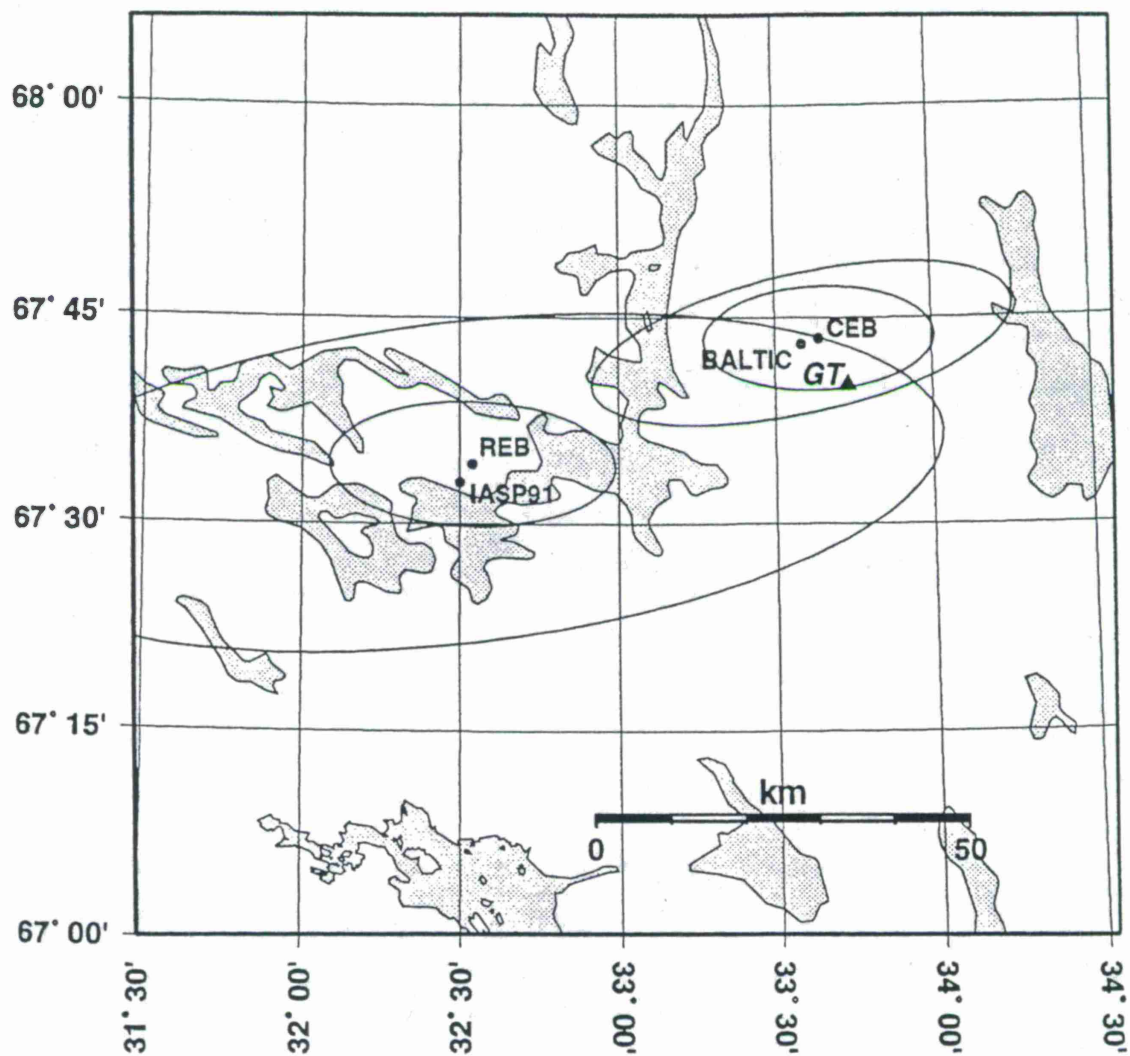 68° 00'
67° 45'
CEB
BALTIC
GT
REB
IASP91
67° 30'
67° 15'
km
0
50
67° 00'
31° 30'
32° 00'
32° 30'
33° 00'
33° 30'
34° 00'
34° 30'